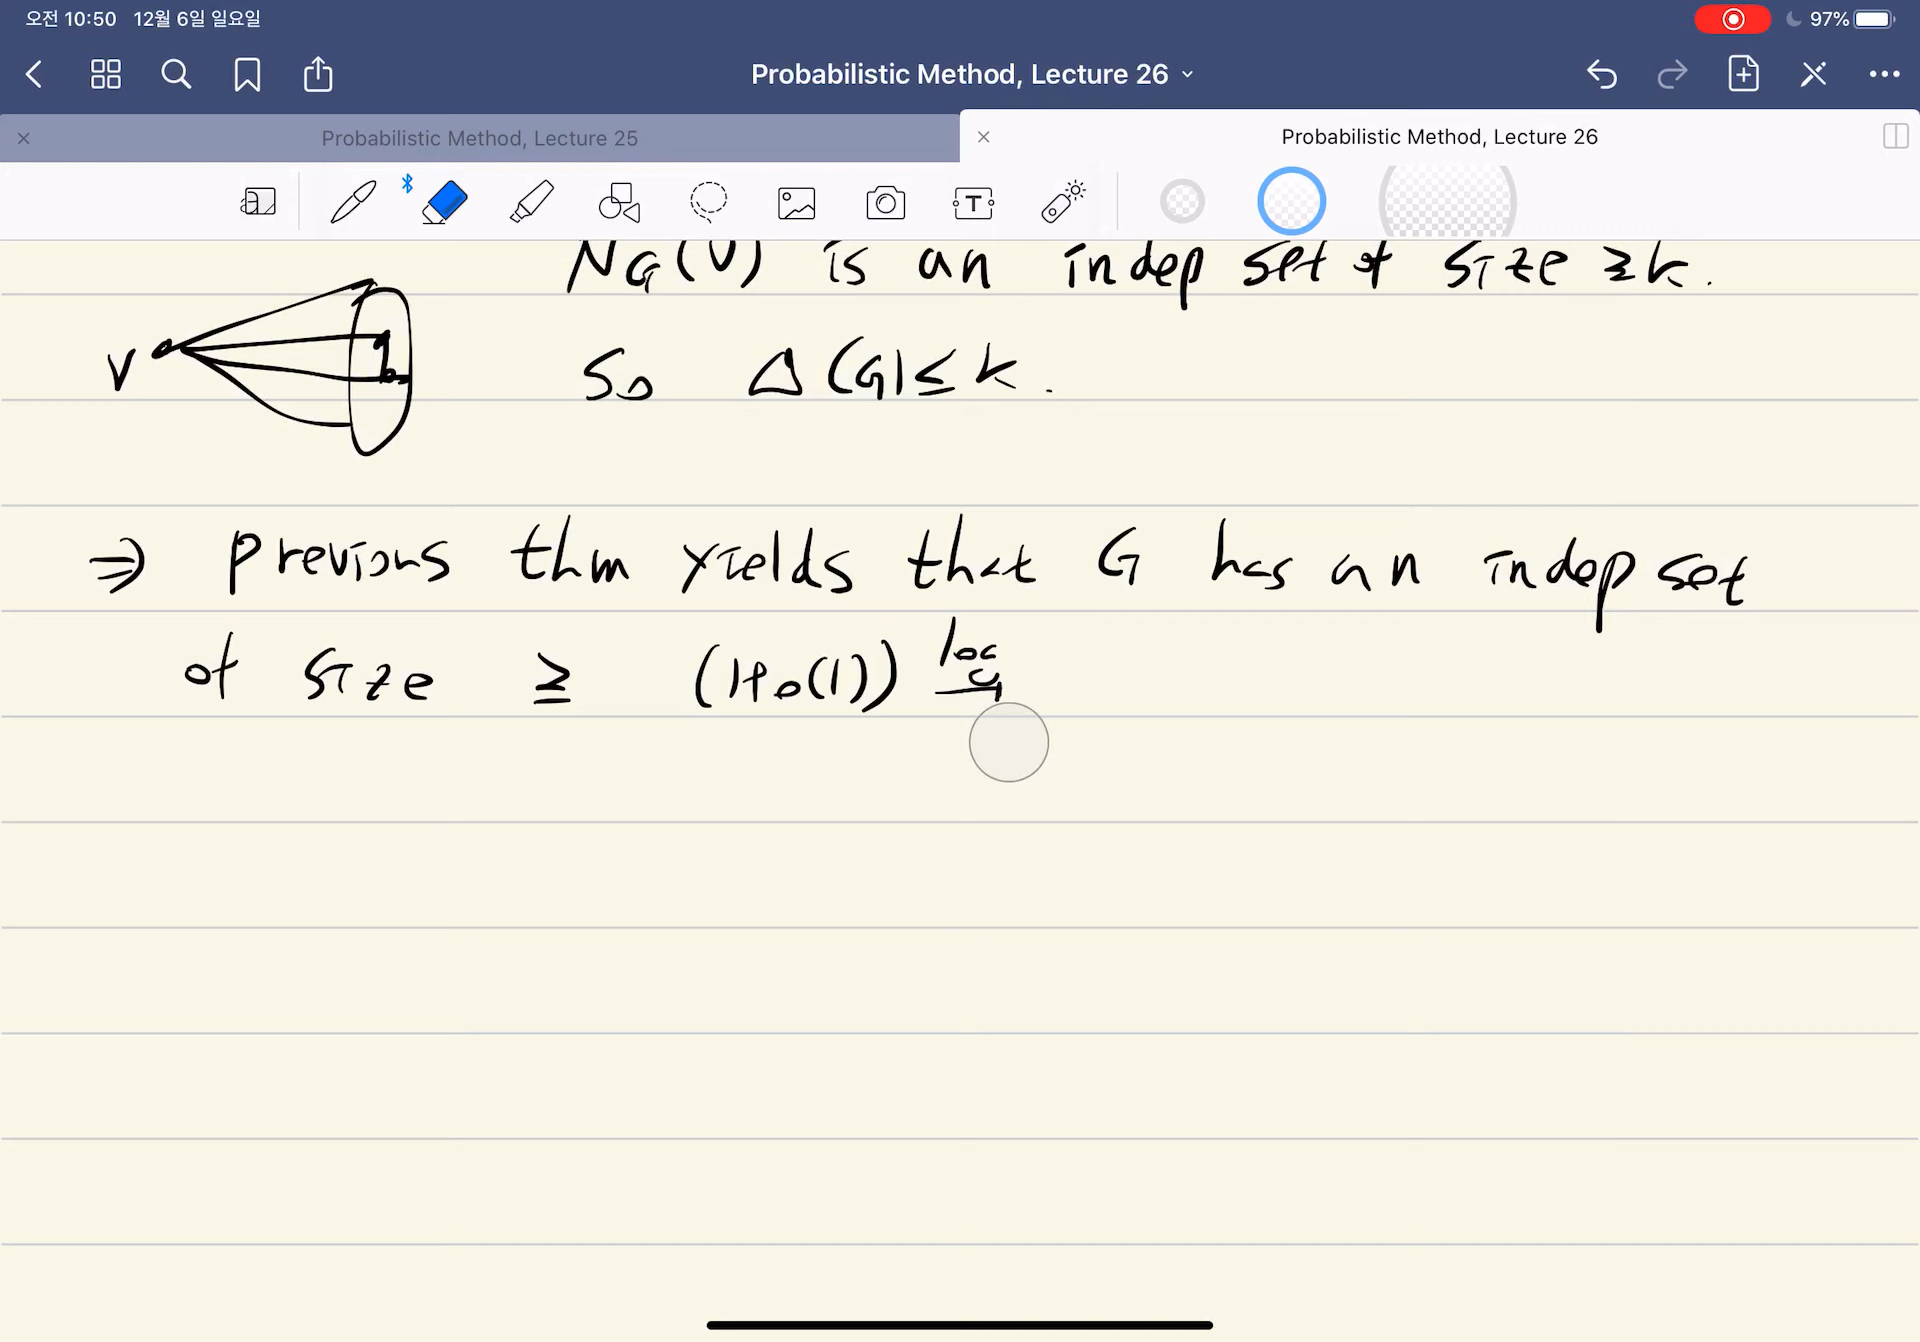 오전 10:50 12월 6일 일요일
97%
Probabilistic Method, Lecture 26
Probabilistic Method, Lecture 25
Probabilistic Method, Lecture 26
N_G(v) is an indep set of size ≥k.
V
So Δ(G)≤k.
⇒ previous thm yields that G has an indep set
of size ≥ (1+o(1)) log